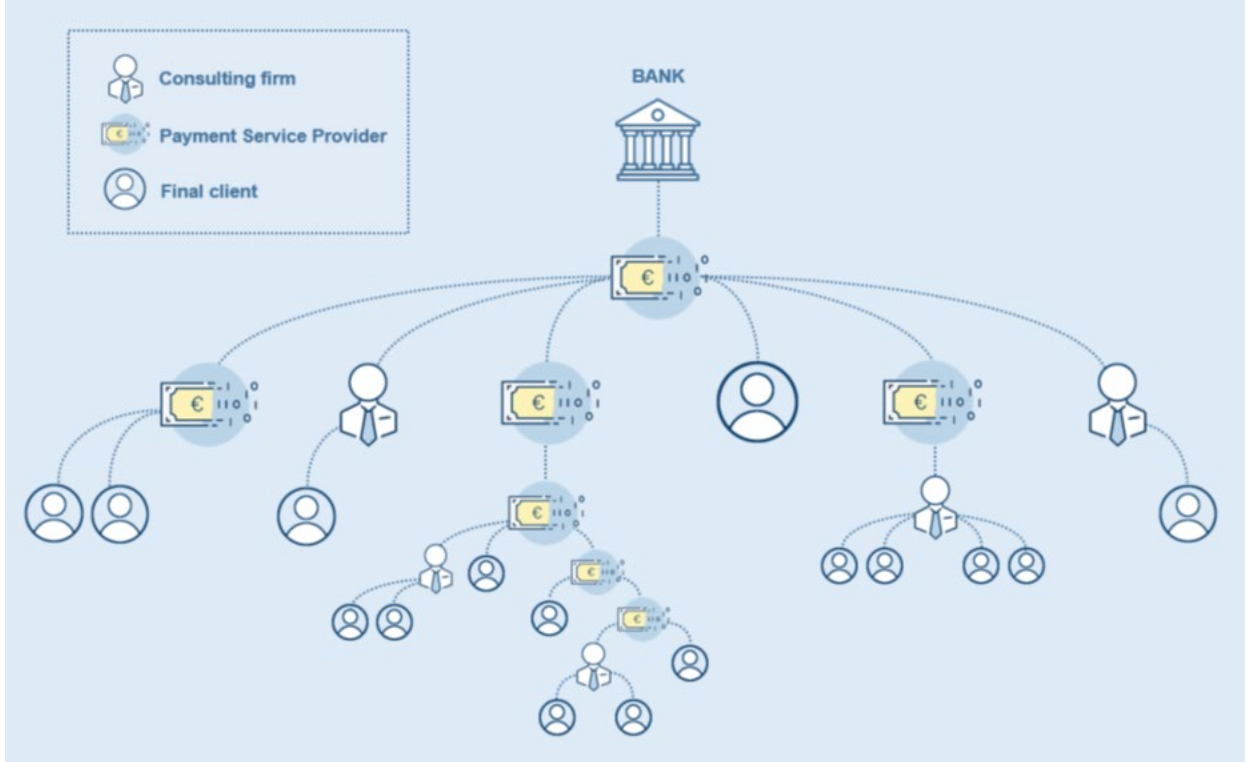 Consulting firm
Payment Service Provider
Final client
BANK
€
€
€
€
€
€
€
€